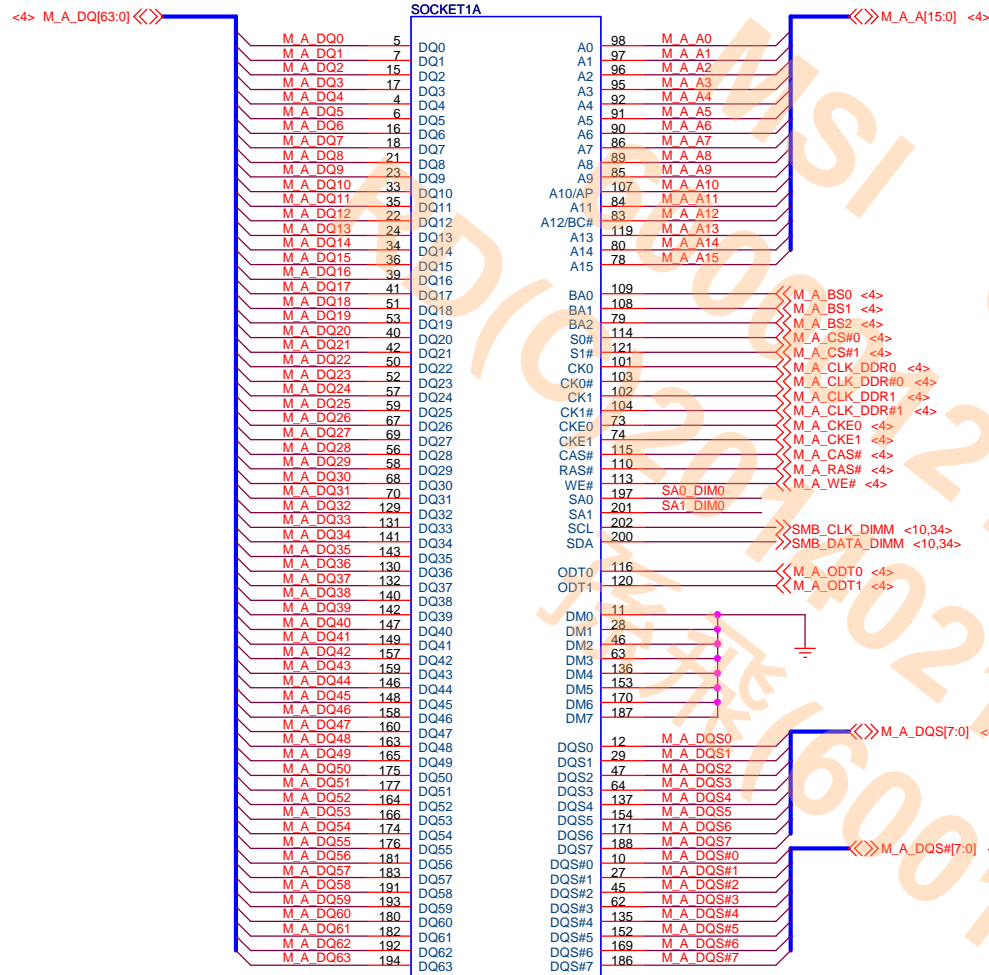 <4> M_A_DQ[63:0]
SOCKET1A
M_A_A[15:0] <4>
M_A_DQ0 5 DQ0
M_A_DQ1 7 DQ1
M_A_DQ2 15 DQ2
M_A_DQ3 17 DQ3
M_A_DQ4 4 DQ4
M_A_DQ5 6 DQ5
M_A_DQ6 16 DQ6
M_A_DQ7 18 DQ7
M_A_DQ8 21 DQ8
M_A_DQ9 23 DQ9
M_A_DQ10 33 DQ10
M_A_DQ11 35 DQ11
M_A_DQ12 22 DQ12
M_A_DQ13 24 DQ13
M_A_DQ14 34 DQ14
M_A_DQ15 36 DQ15
M_A_DQ16 39 DQ16
M_A_DQ17 41 DQ17
M_A_DQ18 51 DQ18
M_A_DQ19 53 DQ19
M_A_DQ20 40 DQ20
M_A_DQ21 42 DQ21
M_A_DQ22 50 DQ22
M_A_DQ23 52 DQ23
M_A_DQ24 57 DQ24
M_A_DQ25 59 DQ25
M_A_DQ26 67 DQ26
M_A_DQ27 69 DQ27
M_A_DQ28 56 DQ28
M_A_DQ29 58 DQ29
M_A_DQ30 68 DQ30
M_A_DQ31 70 DQ31
M_A_DQ32 129 DQ32
M_A_DQ33 131 DQ33
M_A_DQ34 141 DQ34
M_A_DQ35 143 DQ35
M_A_DQ36 130 DQ36
M_A_DQ37 132 DQ37
M_A_DQ38 140 DQ38
M_A_DQ39 142 DQ39
M_A_DQ40 147 DQ40
M_A_DQ41 149 DQ41
M_A_DQ42 157 DQ42
M_A_DQ43 159 DQ43
M_A_DQ44 146 DQ44
M_A_DQ45 148 DQ45
M_A_DQ46 158 DQ46
M_A_DQ47 160 DQ47
M_A_DQ48 163 DQ48
M_A_DQ49 165 DQ49
M_A_DQ50 175 DQ50
M_A_DQ51 177 DQ51
M_A_DQ52 164 DQ52
M_A_DQ53 166 DQ53
M_A_DQ54 174 DQ54
M_A_DQ55 176 DQ55
M_A_DQ56 181 DQ56
M_A_DQ57 183 DQ57
M_A_DQ58 191 DQ58
M_A_DQ59 193 DQ59
M_A_DQ60 180 DQ60
M_A_DQ61 182 DQ61
M_A_DQ62 192 DQ62
M_A_DQ63 194 DQ63
A0 98 M_A_A0
A1 97 M_A_A1
A2 96 M_A_A2
A3 95 M_A_A3
A4 92 M_A_A4
A5 91 M_A_A5
A6 90 M_A_A6
A7 86 M_A_A7
A8 89 M_A_A8
A9 85 M_A_A9
A10/AP 107 M_A_A10
A11 84 M_A_A11
A12/BC# 83 M_A_A12
A13 119 M_A_A13
A14 80 M_A_A14
A15 78 M_A_A15
BA0 109 M_A_BS0 <4>
BA1 108 M_A_BS1 <4>
BA2 79 M_A_BS2 <4>
S0# 114 M_A_CS#0 <4>
S1# 121 M_A_CS#1 <4>
CK0 101 M_A_CLK_DDR0 <4>
CK0# 103 M_A_CLK_DDR#0 <4>
CK1 102 M_A_CLK_DDR1 <4>
CK1# 104 M_A_CLK_DDR#1 <4>
CKE0 73 M_A_CKE0 <4>
CKE1 74 M_A_CKE1 <4>
CAS# 115 M_A_CAS# <4>
RAS# 110 M_A_RAS# <4>
WE# 113 M_A_WE# <4>
SA0 197 SA0_DIM0
SA1 201 SA1_DIM0
SCL 202 SMB_CLK_DIMM <10,34>
SDA 200 SMB_DATA_DIMM <10,34>
ODT0 116 M_A_ODT0 <4>
ODT1 120 M_A_ODT1 <4>
DM0 11
DM1 28
DM2 46
DM3 63
DM4 136
DM5 153
DM6 170
DM7 187
M_A_DQS[7:0]
DQS0 12 M_A_DQS0
DQS1 29 M_A_DQS1
DQS2 47 M_A_DQS2
DQS3 64 M_A_DQS3
DQS4 137 M_A_DQS4
DQS5 154 M_A_DQS5
DQS6 171 M_A_DQS6
DQS7 188 M_A_DQS7
M_A_DQS#[7:0]
DQS#0 10 M_A_DQS#0
DQS#1 27 M_A_DQS#1
DQS#2 45 M_A_DQS#2
DQS#3 62 M_A_DQS#3
DQS#4 135 M_A_DQS#4
DQS#5 152 M_A_DQS#5
DQS#6 169 M_A_DQS#6
DQS#7 186 M_A_DQS#7
MSI